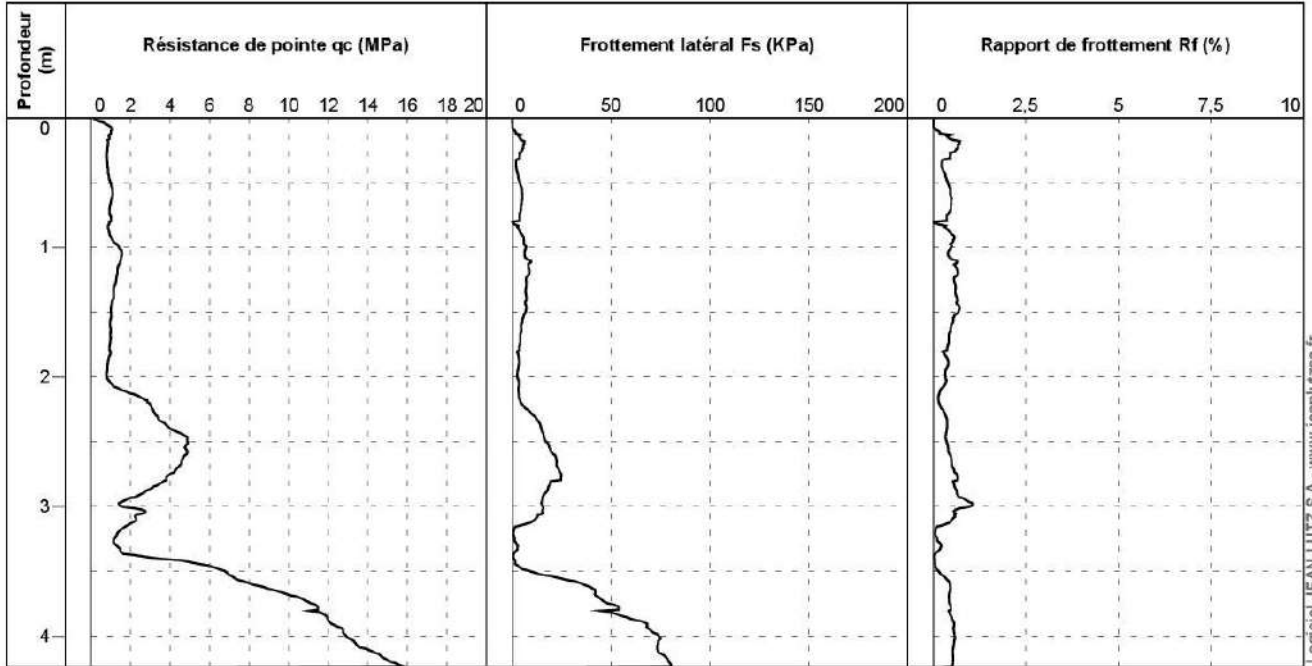 Profondeur
(m)
Résistance de pointe qc (MPa)
Frottement latéral Fs (KPa)
Rapport de frottement Rf (%)
0 2 4 6 8 10 12 14 16 18 20
0 50 100 150 200
0 2,5 5 7,5 10
0
1
2
3
4